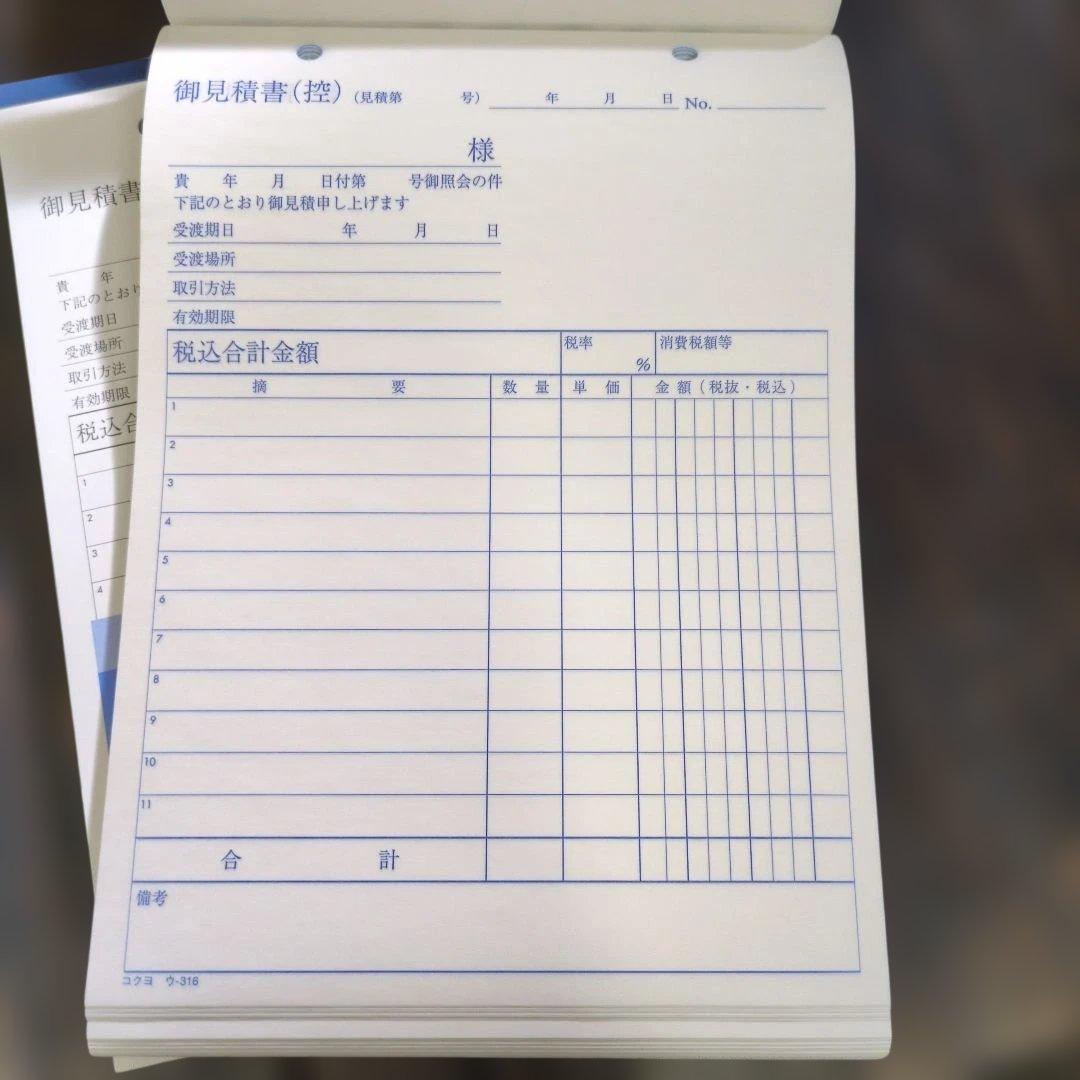 御見積書(控) (見積第 号) 年 月 日 No.
様
貴 年 月 日付第 号御照会の件
下記のとおり御見積申し上げます
受渡期日 年 月 日
受渡場所
取引方法
有効期限
税込合計金額 税率 % 消費税額等
摘 要 数 量 単 価 金 額(税抜・税込)
1
2
3
4
5
6
7
8
9
10
11
合 計
備考
コクヨ ウ-316
御見積書
貴 年
下記のとおり
受渡期日
受渡場所
取引方法
有効期限
税込合
1
2
3
4